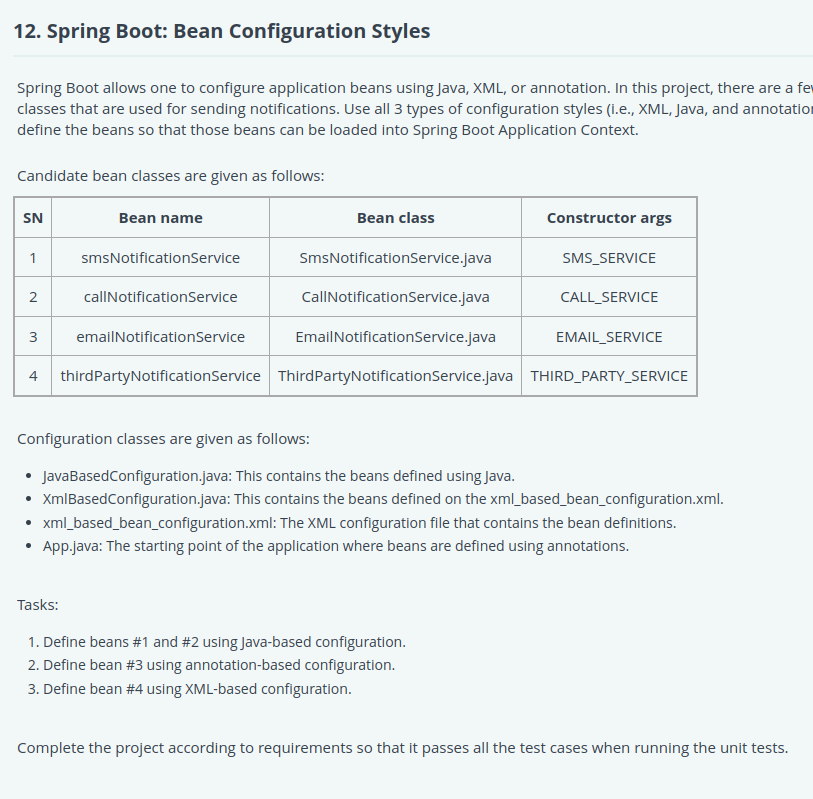 12. Spring Boot: Bean Configuration Styles
Spring Boot allows one to configure application beans using Java, XML, or annotation. In this project, there are a
classes that are used for sending notifications. Use all 3 types of configuration styles (i.e., XML, Java, and
define the beans so that those beans can be loaded into Spring Boot Application Context.
Candidate bean classes are given as follows:
SN Bean name Bean class Constructor args
1 smsNotificationService SmsNotificationService.java SMS_SERVICE
2 callNotificationService CallNotificationService.java CALL_SERVICE
3 emailNotificationService EmailNotificationService.java EMAIL_SERVICE
4 thirdPartyNotificationService ThirdPartyNotificationService.java THIRD_PARTY_SERVICE
Configuration classes are given as follows:
• JavaBasedConfiguration.java: This contains the beans defined using Java.
• XmlBasedConfiguration.java: This contains the beans defined on the xml_based_bean_configuration.xml.
• xml_based_bean_configuration.xml: The XML configuration file that contains the bean definitions.
• App.java: The starting point of the application where beans are defined using annotations.
Tasks:
1. Define beans #1 and #2 using Java-based configuration.
2. Define bean #3 using annotation-based configuration.
3. Define bean #4 using XML-based configuration.
Complete the project according to requirements so that it passes all the test cases when running the unit tests.